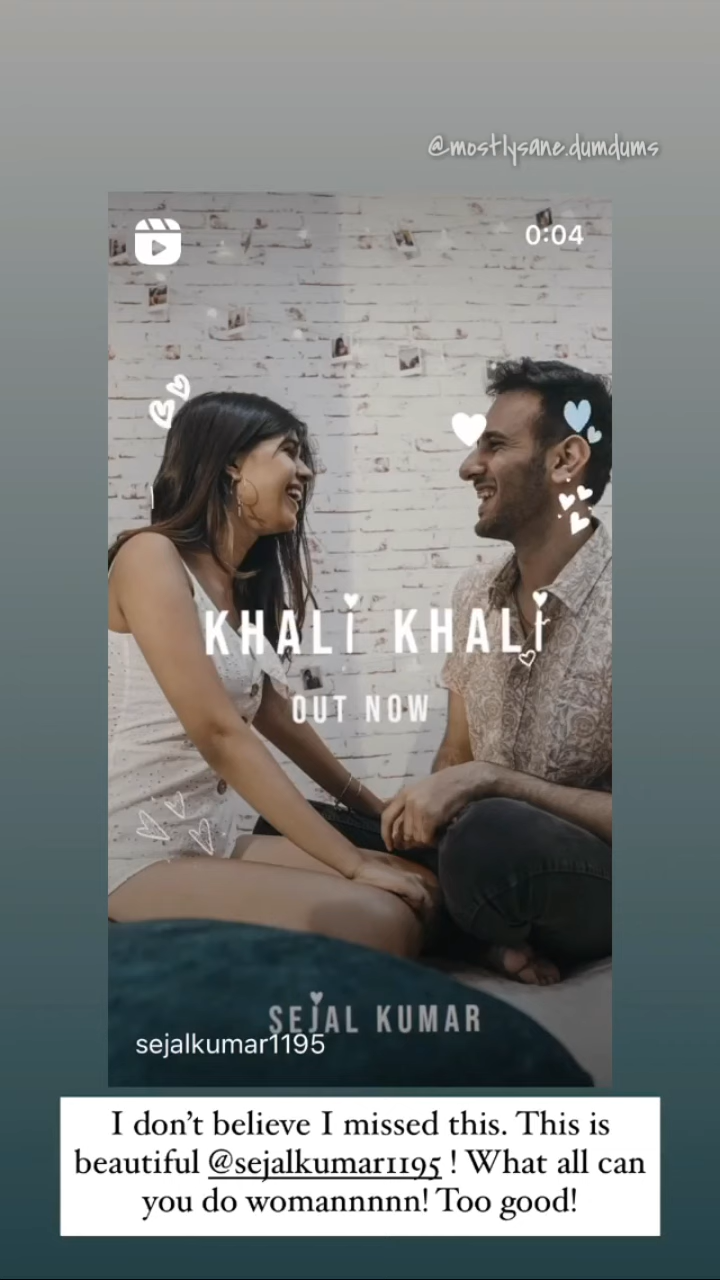 @mostlysane.dumdums
0:04
KHALi KHALi
OUT NOW
SEJAL KUMAR
sejalkumar1195
I don’t believe I missed this. This is
beautiful @sejalkumar1195 ! What all can
you do womannnnn! Too good!